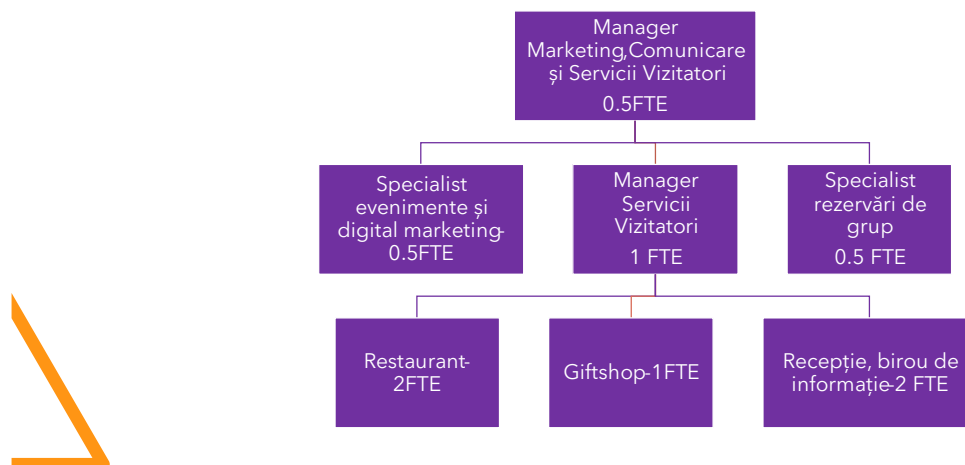 Manager
Marketing,Comunicare
și Servicii Vizitatori
0.5FTE
Specialist
evenimente și
digital marketing-
0.5FTE
Manager
Servicii
Vizitatori
1 FTE
Specialist
rezervări de
grup
0.5 FTE
Restaurant-
2FTE
Giftshop-1FTE
Recepție, birou de
informație-2 FTE